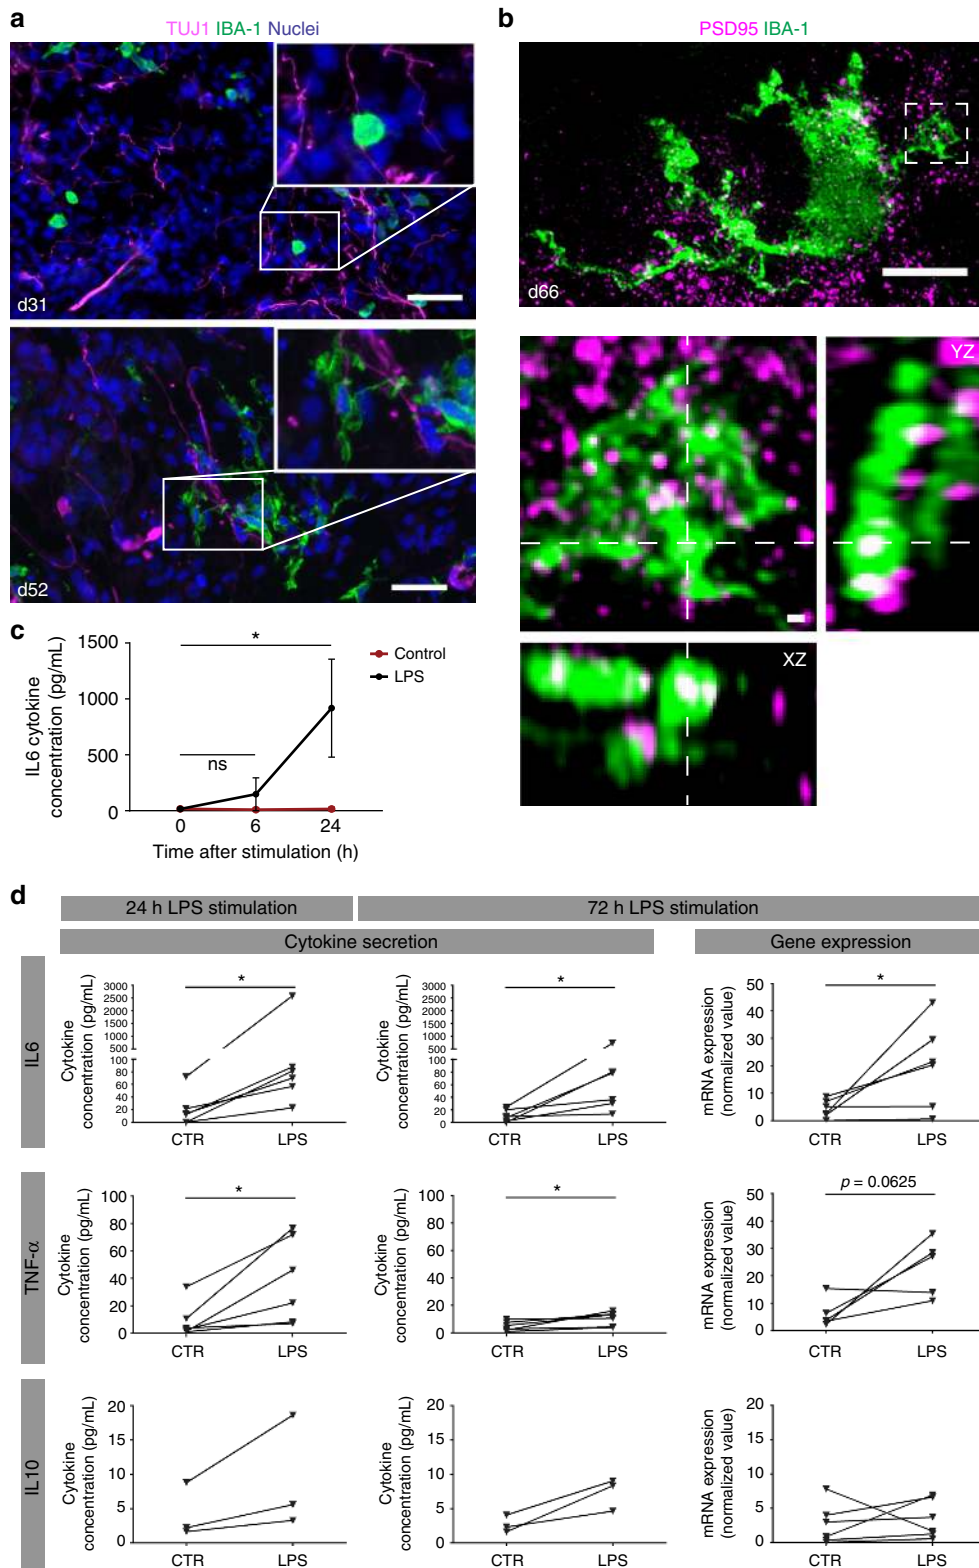 a
TUJ1 IBA-1 Nuclei
d31
d52
b
PSD95 IBA-1
d66
YZ
XZ
c
IL6 cytokine
concentration (pg/mL)
1500
1000
500
0
*
ns
Control
LPS
0 6 24
Time after stimulation (h)
d
24 h LPS stimulation
72 h LPS stimulation
Cytokine secretion
Gene expression
IL6
Cytokine
concentration (pg/mL)
3000
2500
2000
1500
1000
500
100
80
60
40
20
0
*
CTR LPS
Cytokine
concentration (pg/mL)
3000
2500
2000
1500
1000
500
100
80
60
40
20
0
*
CTR LPS
mRNA expression
(normalized value)
50
40
30
20
10
0
*
CTR LPS
TNF-α
Cytokine
concentration (pg/mL)
100
80
60
40
20
0
*
CTR LPS
Cytokine
concentration (pg/mL)
100
80
60
40
20
0
*
CTR LPS
mRNA expression
(normalized value)
50
40
30
20
10
0
p = 0.0625
CTR LPS
IL10
Cytokine
concentration (pg/mL)
20
15
10
5
0
CTR LPS
Cytokine
concentration (pg/mL)
20
15
10
5
0
CTR LPS
mRNA expression
(normalized value)
20
15
10
5
0
CTR LPS